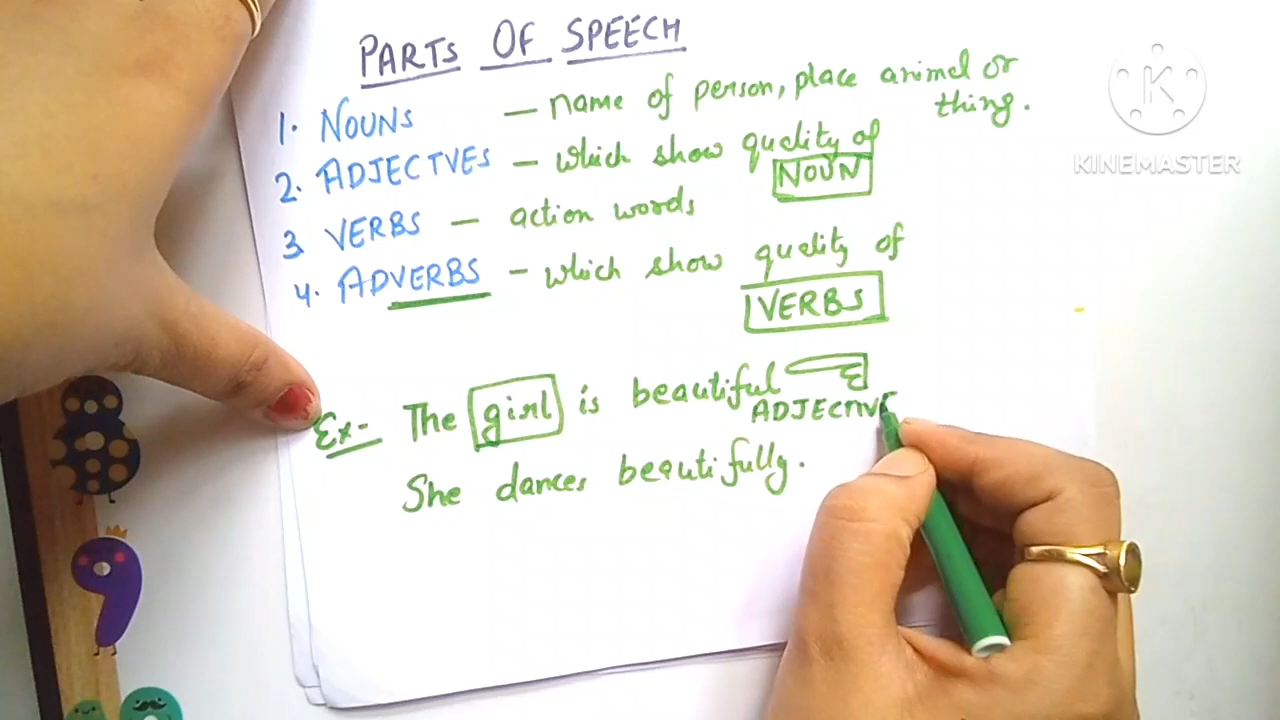 PARTS OF SPEECH
1. NOUNS — name of person, place animal or
thing.
2. ADJECTVES — which show quality of
NOUN
3 VERBS — action words
4. ADVERBS — which show quality of
VERBS
Ex- The girl is beautiful
ADJECTIVE
She dances beautifully.
K
KINEMASTER